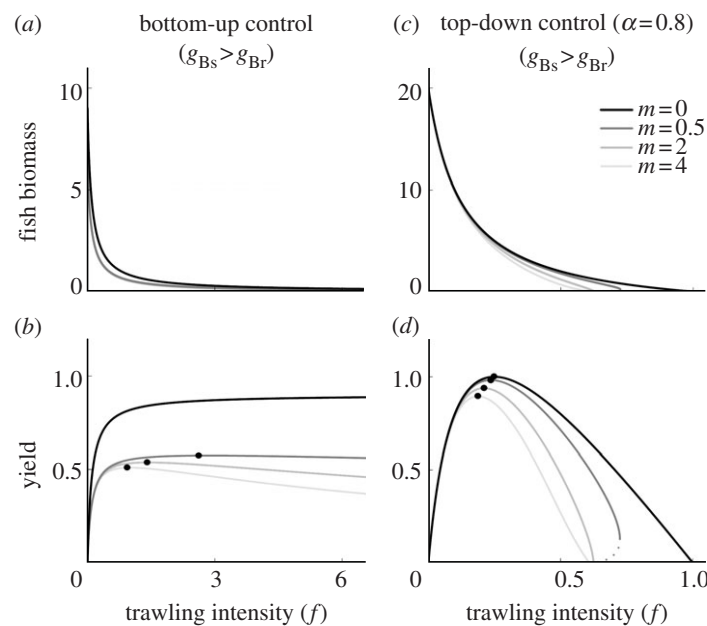 (a) bottom-up control
(gBs > gBr)
(c) top-down control (α=0.8)
(gBs > gBr)
fish biomass
10
5
0
20
10
0
m=0
m=0.5
m=2
m=4
(b)
(d)
yield
1.0
0.5
0 3 6
trawling intensity (f)
1.0
0.5
0 0.5 1.0
trawling intensity (f)